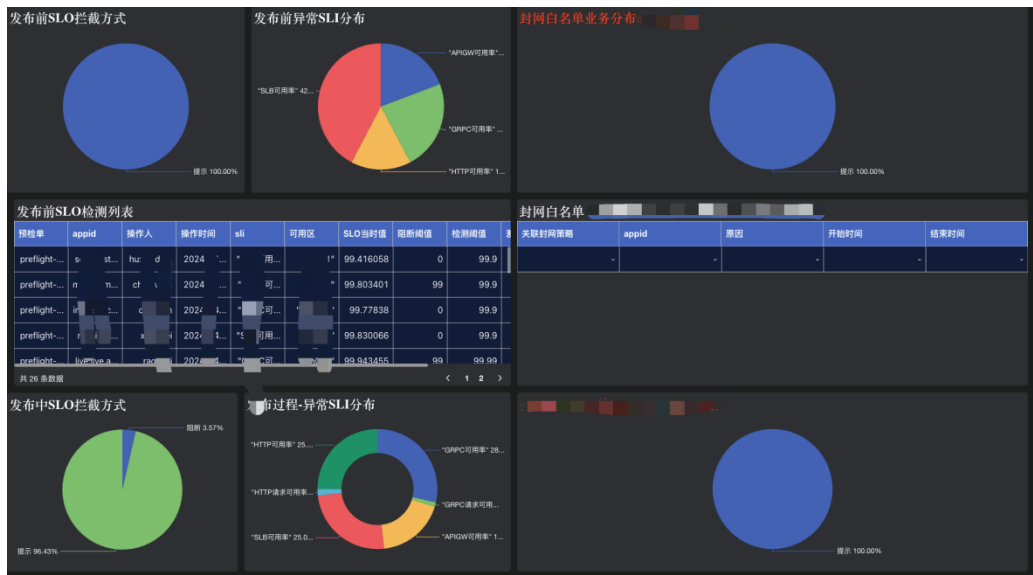 发布前SLO拦截方式
提示 100.00%
发布前异常SLI分布
"APIGW可用率"...
"SLB可用率" 42...
"GRPC可用率" ...
"HTTP可用率" 1...
封网白名单业务分布
提示 100.00%
发布前SLO检测列表
预检单 appid 操作人 操作时间 sli 可用区 SLO当时值 阻断阈值 检测阈值
preflight-... 2024 99.416058 0 99.9
preflight-... 2024 99.803401 99 99.9
preflight-... 99.77838 0 99.9
preflight-... 99.830066 0 99.9
preflight-... 99.943455 99 99.99
共 26 条数据
< 1 2 >
封网白名单
关联封网策略 appid 原因 开始时间 结束时间
- - - - -
发布中SLO拦截方式
阻断 3.57%
提示 96.43%
布过程-异常SLI分布
"HTTP可用率" 25....
"GRPC可用率" 28...
"HTTP请求可用率...
"GRPC请求可用...
"SLB可用率" 25.0...
"APIGW可用率" 1...
提示 100.00%